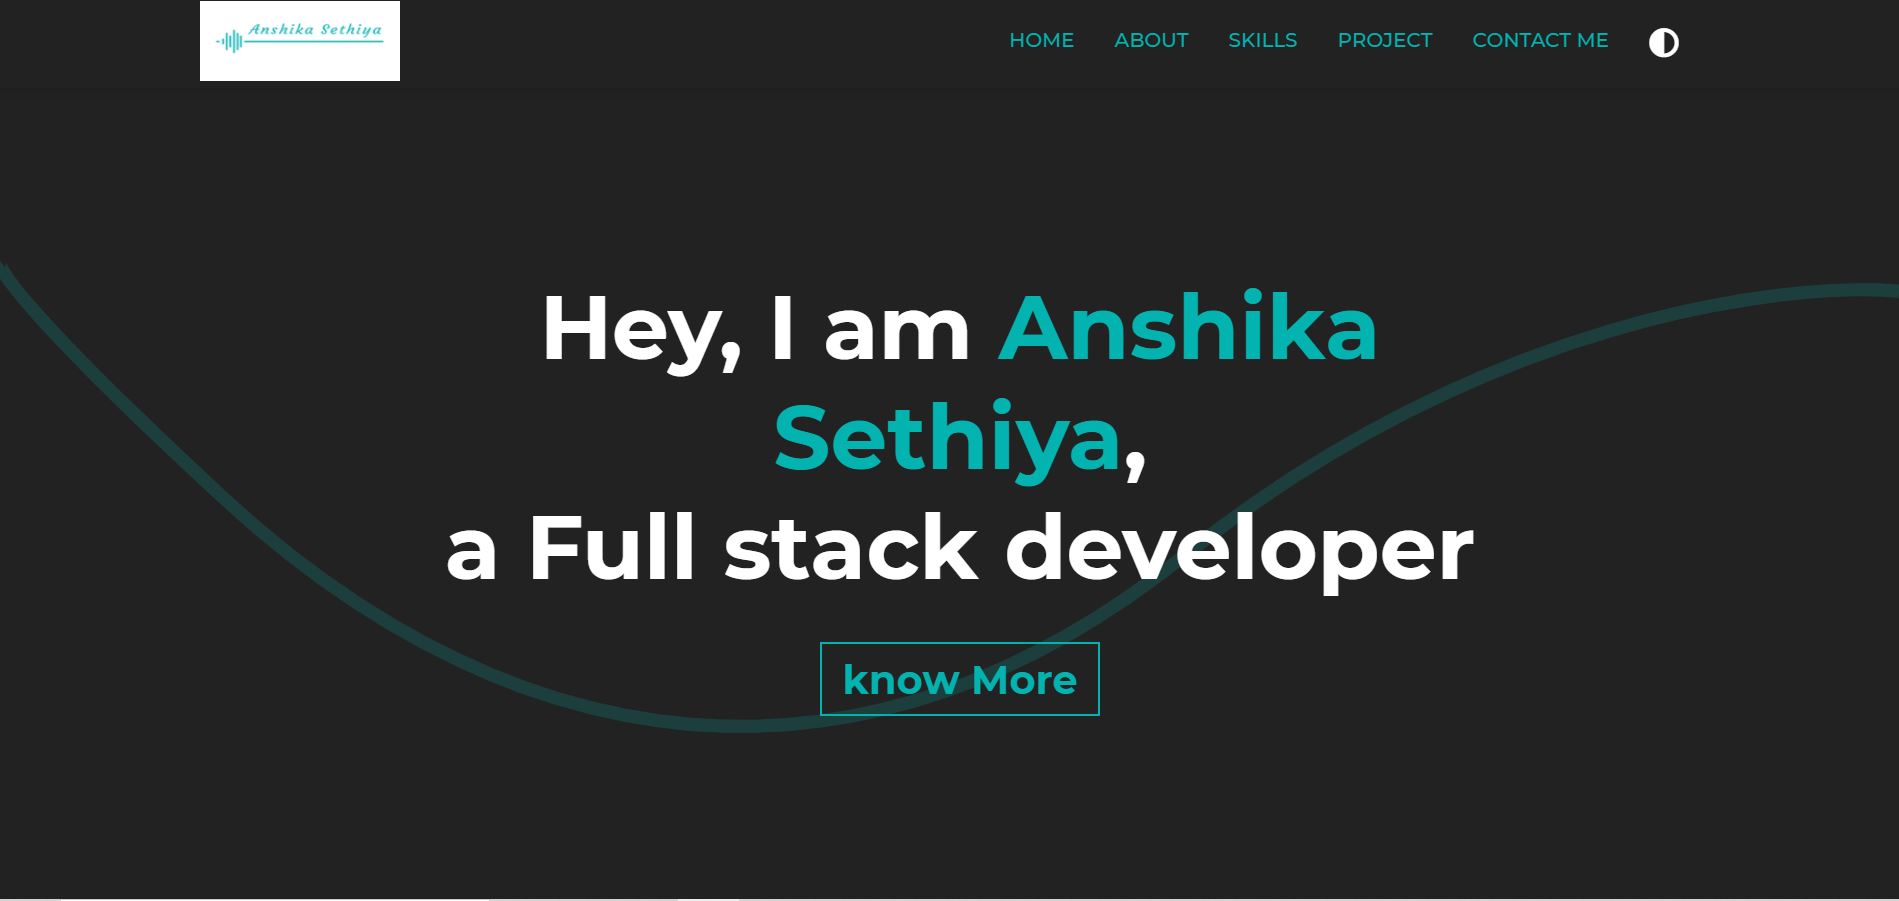 Anshika Sethiya
HOME ABOUT SKILLS PROJECT CONTACT ME
Hey, I am Anshika
Sethiya,
a Full stack developer
know More